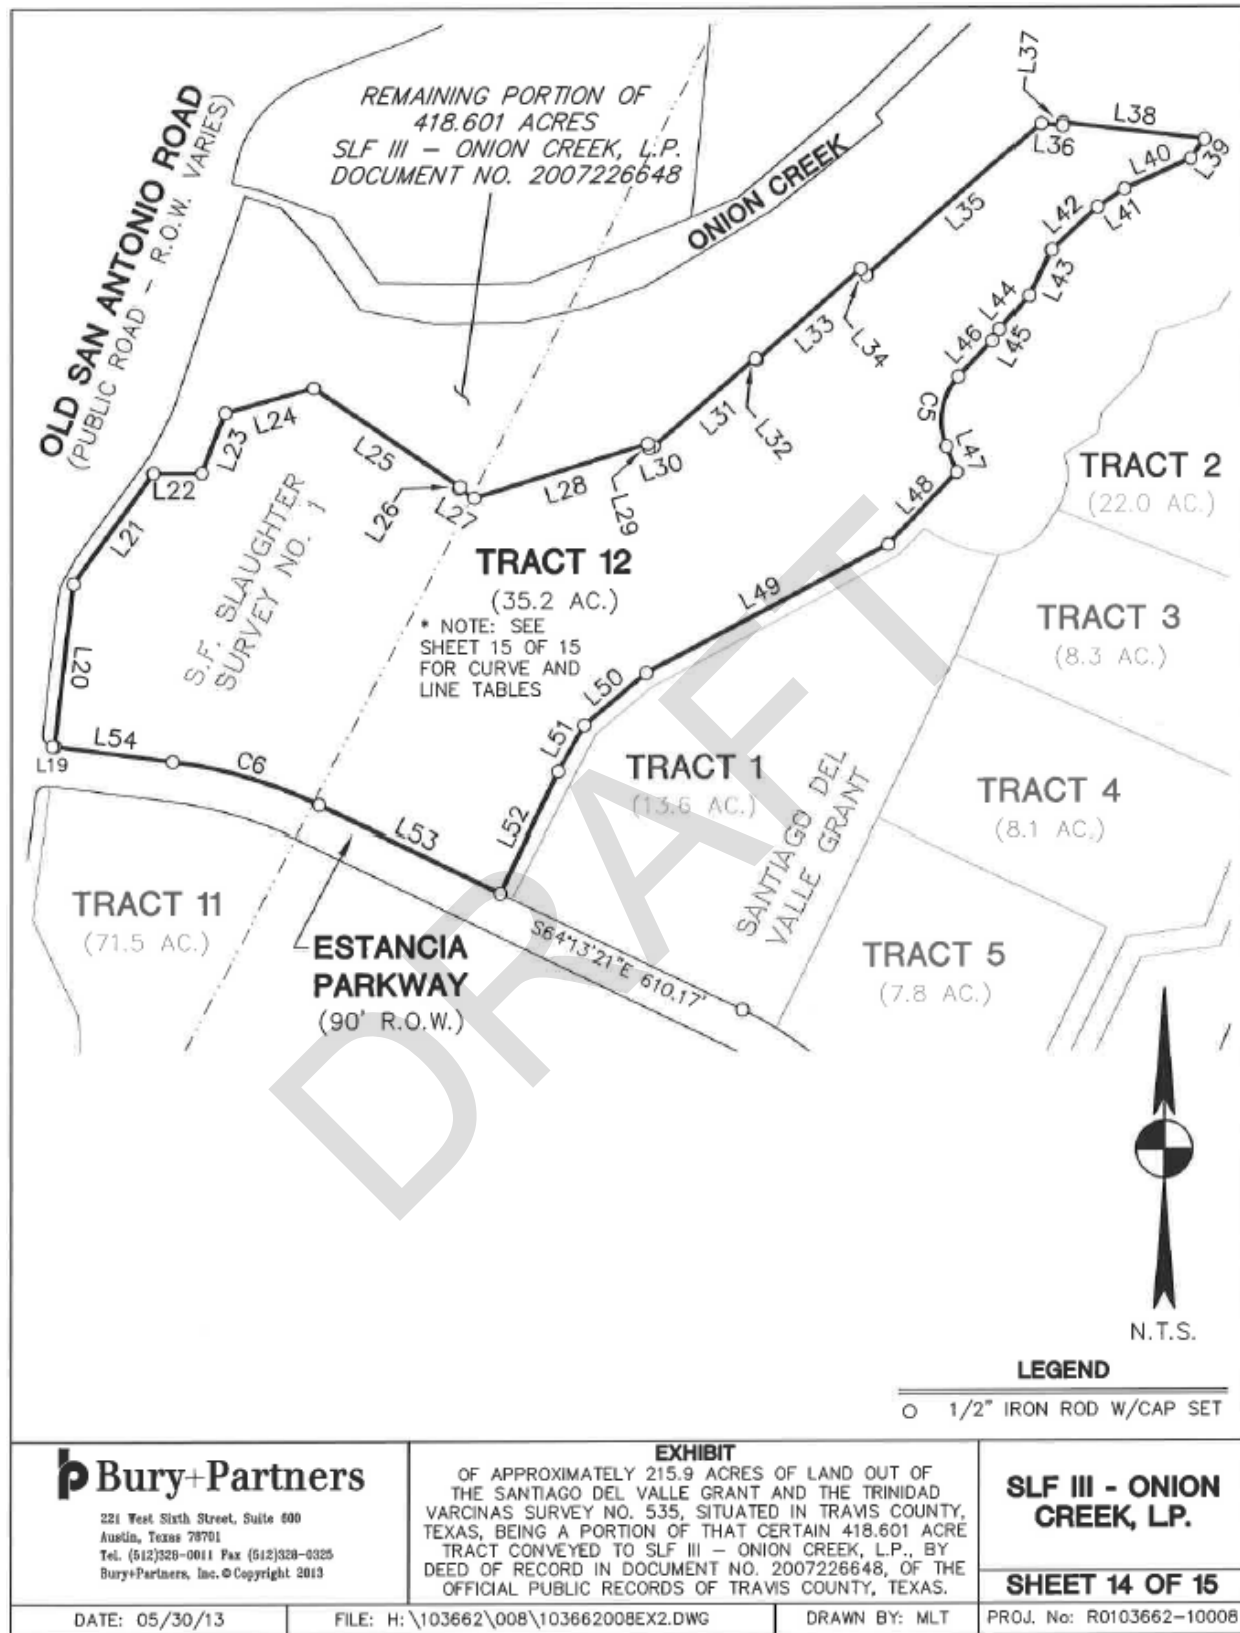 L37
L38
L36
L39
L40
L41
L42
L43
L44
L45
L46
C5
L47
L48
REMAINING PORTION OF
418.601 ACRES
SLF III – ONION CREEK, L.P.
DOCUMENT NO. 2007226648
OLD SAN ANTONIO ROAD
(PUBLIC ROAD – R.O.W. VARIES)
ONION CREEK
L35
L34
L33
L32
L31
L30
L29
L28
L27
L26
L25
L24
L23
L22
L21
L20
L19
L54
C6
L53
L52
L51
L50
L49
S.F. SLAUGHTER
SURVEY NO. 1
TRACT 12
(35.2 AC.)
* NOTE: SEE
SHEET 15 OF 15
FOR CURVE AND
LINE TABLES
TRACT 2
(22.0 AC.)
TRACT 3
(8.3 AC.)
TRACT 1
(13.6 AC.)
TRACT 4
(8.1 AC.)
SANTIAGO DEL
VALLE GRANT
TRACT 11
(71.5 AC.)
ESTANCIA
PARKWAY
(90' R.O.W.)
S64°13'21"E 610.17'
TRACT 5
(7.8 AC.)
DRAFT
N.T.S.
LEGEND
1/2" IRON ROD W/CAP SET
Bury+Partners
221 West Sixth Street, Suite 600
Austin, Texas 78701
Tel. (512)328-0011 Fax (512)328-0325
Bury+Partners, Inc. © Copyright 2013
EXHIBIT
OF APPROXIMATELY 215.9 ACRES OF LAND OUT OF
THE SANTIAGO DEL VALLE GRANT AND THE TRINIDAD
VARCINAS SURVEY NO. 535, SITUATED IN TRAVIS COUNTY,
TEXAS, BEING A PORTION OF THAT CERTAIN 418.601 ACRE
TRACT CONVEYED TO SLF III – ONION CREEK, L.P., BY
DEED OF RECORD IN DOCUMENT NO. 2007226648, OF THE
OFFICIAL PUBLIC RECORDS OF TRAVIS COUNTY, TEXAS.
SLF III - ONION
CREEK, L.P.
SHEET 14 OF 15
DATE: 05/30/13
FILE: H:\103662\008\103662008EX2.DWG
DRAWN BY: MLT
PROJ. No: R0103662-10008